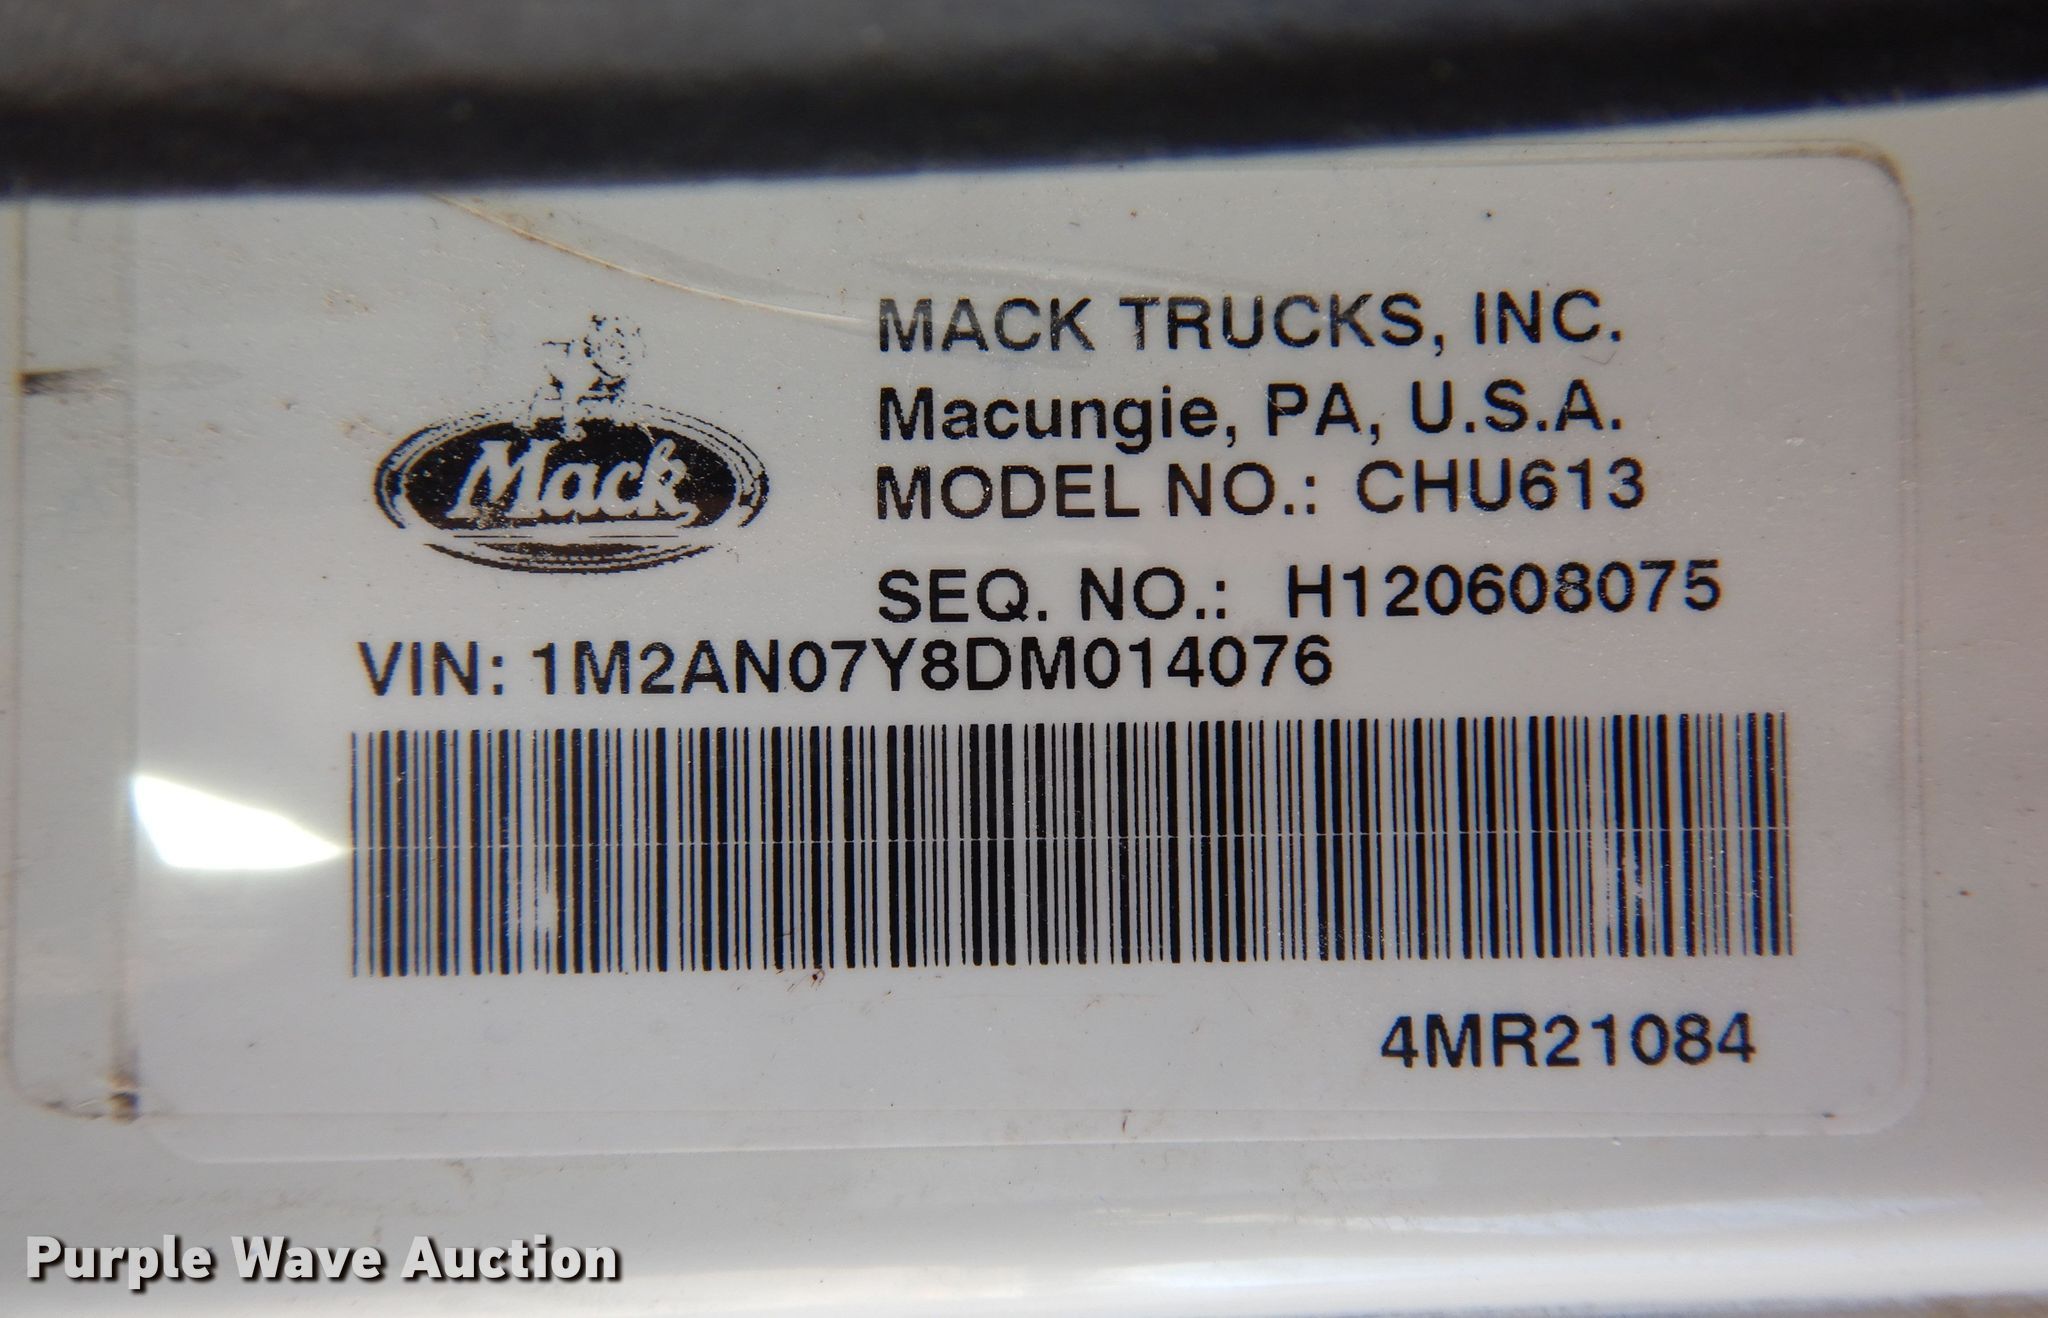 MACK TRUCKS, INC.
Mack
Macungie, PA, U.S.A.
MODEL NO.: CHU613
SEQ. NO.: H120608075
VIN: 1M2AN07Y8DM014076
4MR21084
Purple Wave Auction